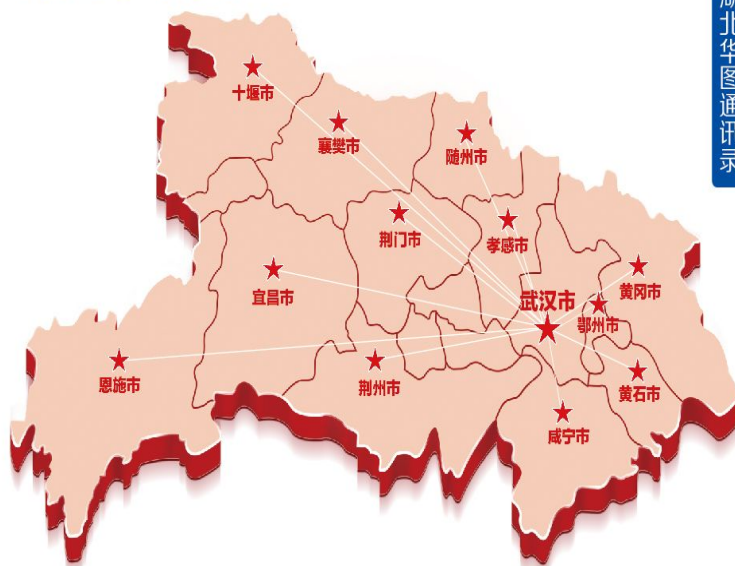 湖北华图通讯录
十堰市
襄樊市
随州市
荆门市
孝感市
宜昌市
武汉市
黄冈市
鄂州市
恩施市
荆州市
黄石市
咸宁市